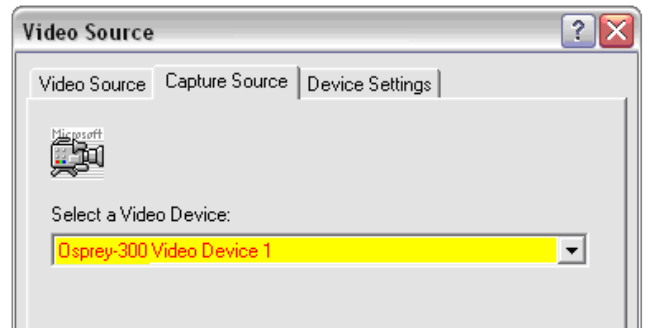 Video Source
Video Source Capture Source Device Settings
Microsoft
Select a Video Device:
Osprey-300 Video Device 1